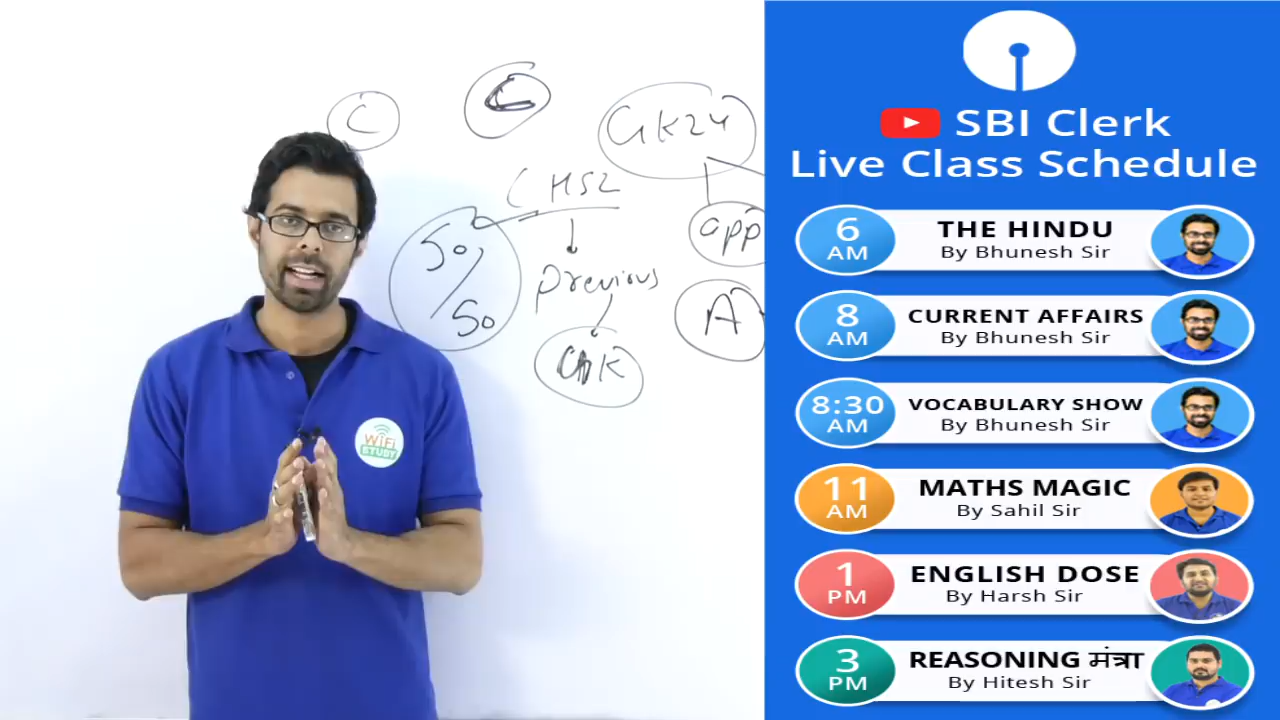 C
C
GK24
CHSL
50/50
Previous
GK
app
A
WiFi
STUDY
SBI Clerk
Live Class Schedule
6 AM
THE HINDU
By Bhunesh Sir
8 AM
CURRENT AFFAIRS
By Bhunesh Sir
8:30 AM
VOCABULARY SHOW
By Bhunesh Sir
11 AM
MATHS MAGIC
By Sahil Sir
1 PM
ENGLISH DOSE
By Harsh Sir
3 PM
REASONING मंत्रा
By Hitesh Sir